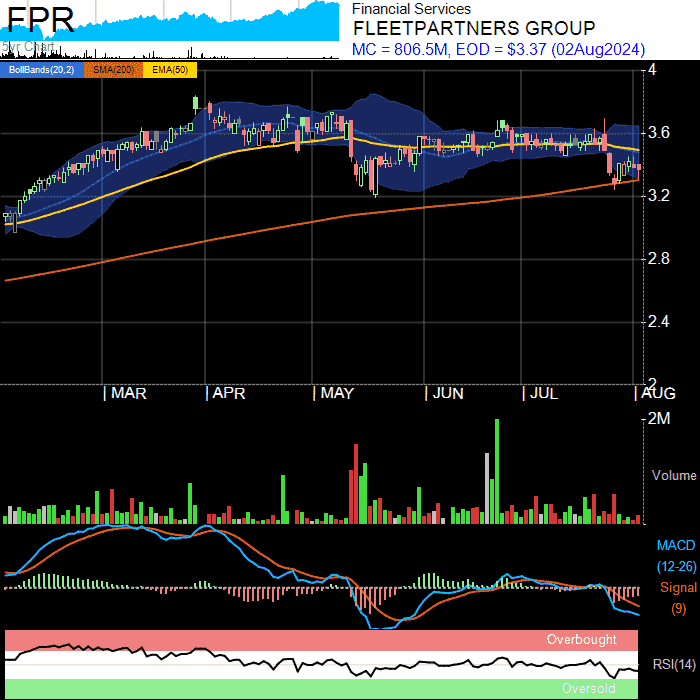 FPR
5yr Chart
Financial Services
FLEETPARTNERS GROUP
MC = 806.5M, EOD = $3.37 (02Aug2024)
BollBands(20,2) SMA(200) EMA(50)
4
3.6
3.2
2.8
2.4
2
MAR APR MAY JUN JUL AUG
2M
Volume
MACD
(12-26)
Signal
(9)
Overbought
RSI(14)
Oversold